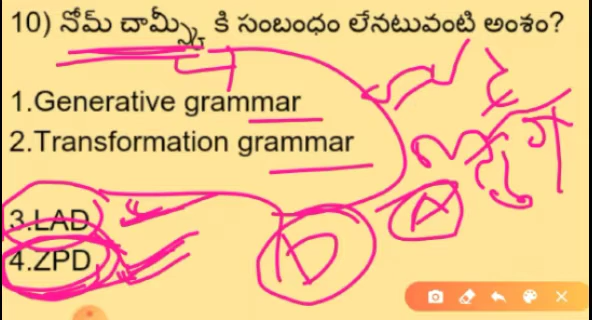 10) నోమ్ చామ్స్కీ కి సంబంధం లేనటువంటి అంశం?
1.Generative grammar
2.Transformation grammar
3.LAD
4.ZPD
D
A